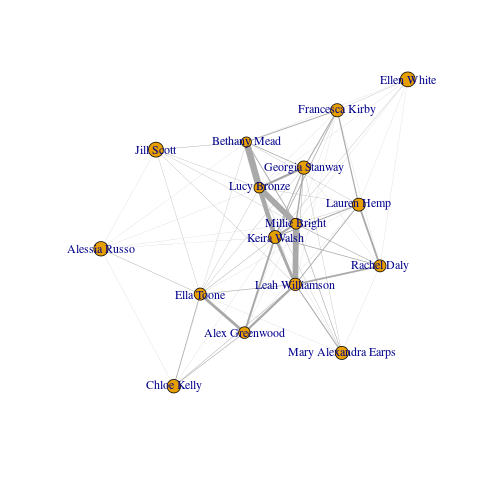 Ellen White
Francesca Kirby
Bethany Mead
Jill Scott
Georgia Stanway
Lucy Bronze
Lauren Hemp
Millie Bright
Keira Walsh
Alessia Russo
Rachel Daly
Leah Williamson
Ella Toone
Alex Greenwood
Mary Alexandra Earps
Chloe Kelly